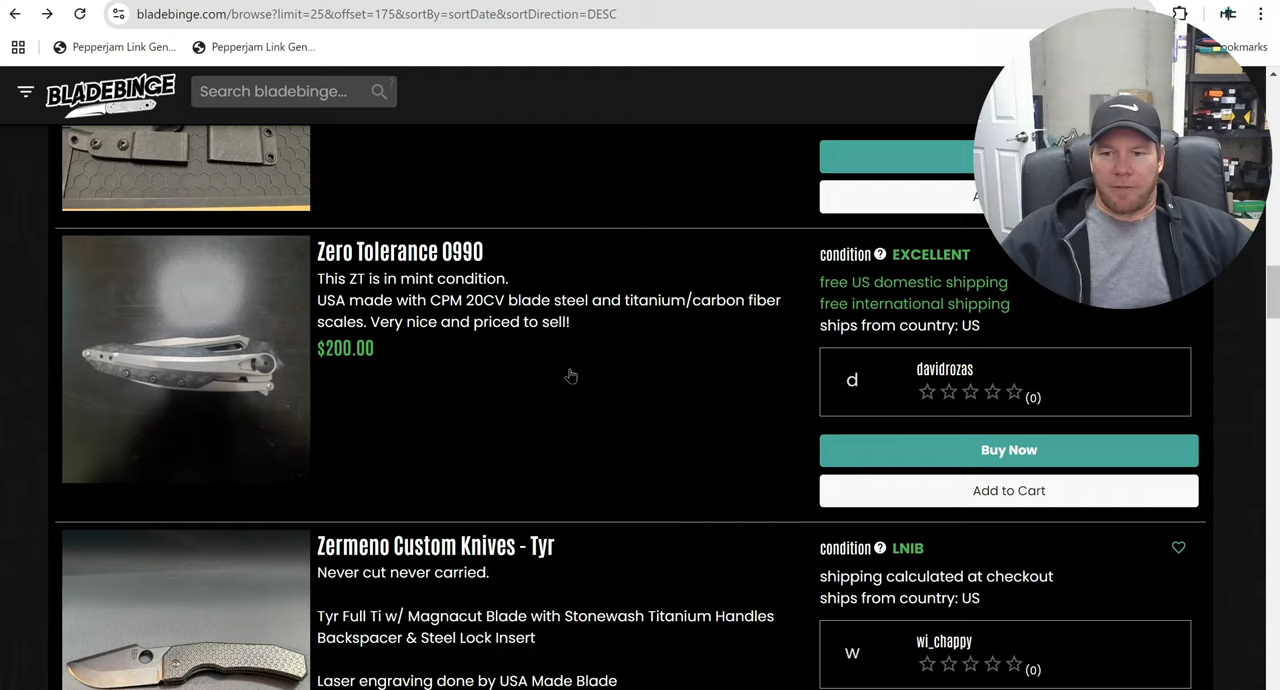 bladebinge.com/browse?limit=25&offset=175&sortBy=sortDate&sortDirection=DESC
Pepperjam Link Gen...
Pepperjam Link Gen...
ookmarks
BLADEBINGE
Search bladebinge...
Zero Tolerance 0990
This ZT is in mint condition.
USA made with CPM 20CV blade steel and titanium/carbon fiber
scales. Very nice and priced to sell!
$200.00
condition ? EXCELLENT
free US domestic shipping
free international shipping
ships from country: US
d
davidrozas
(0)
Buy Now
Add to Cart
Zermeno Custom Knives - Tyr
Never cut never carried.
Tyr Full Ti w/ Magnacut Blade with Stonewash Titanium Handles
Backspacer & Steel Lock Insert
Laser engraving done by USA Made Blade
condition ? LNIB
shipping calculated at checkout
ships from country: US
w
wi_chappy
(0)